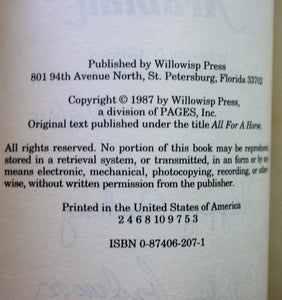 Published by Willowisp Press
801 94th Avenue North, St. Petersburg, Florida 33702
Copyright © 1987 by Willowisp Press,
a division of PAGES, Inc.
Original text published under the title All For A Horse.
All rights reserved. No portion of this book may be reproduced,
stored in a retrieval system, or transmitted, in an form or by any
means electronic, mechanical, photocopying, recording, or other
wise, without written permission from the publisher.
Printed in the United States of America
2 4 6 8 10 9 7 5 3
ISBN 0-87406-207-1